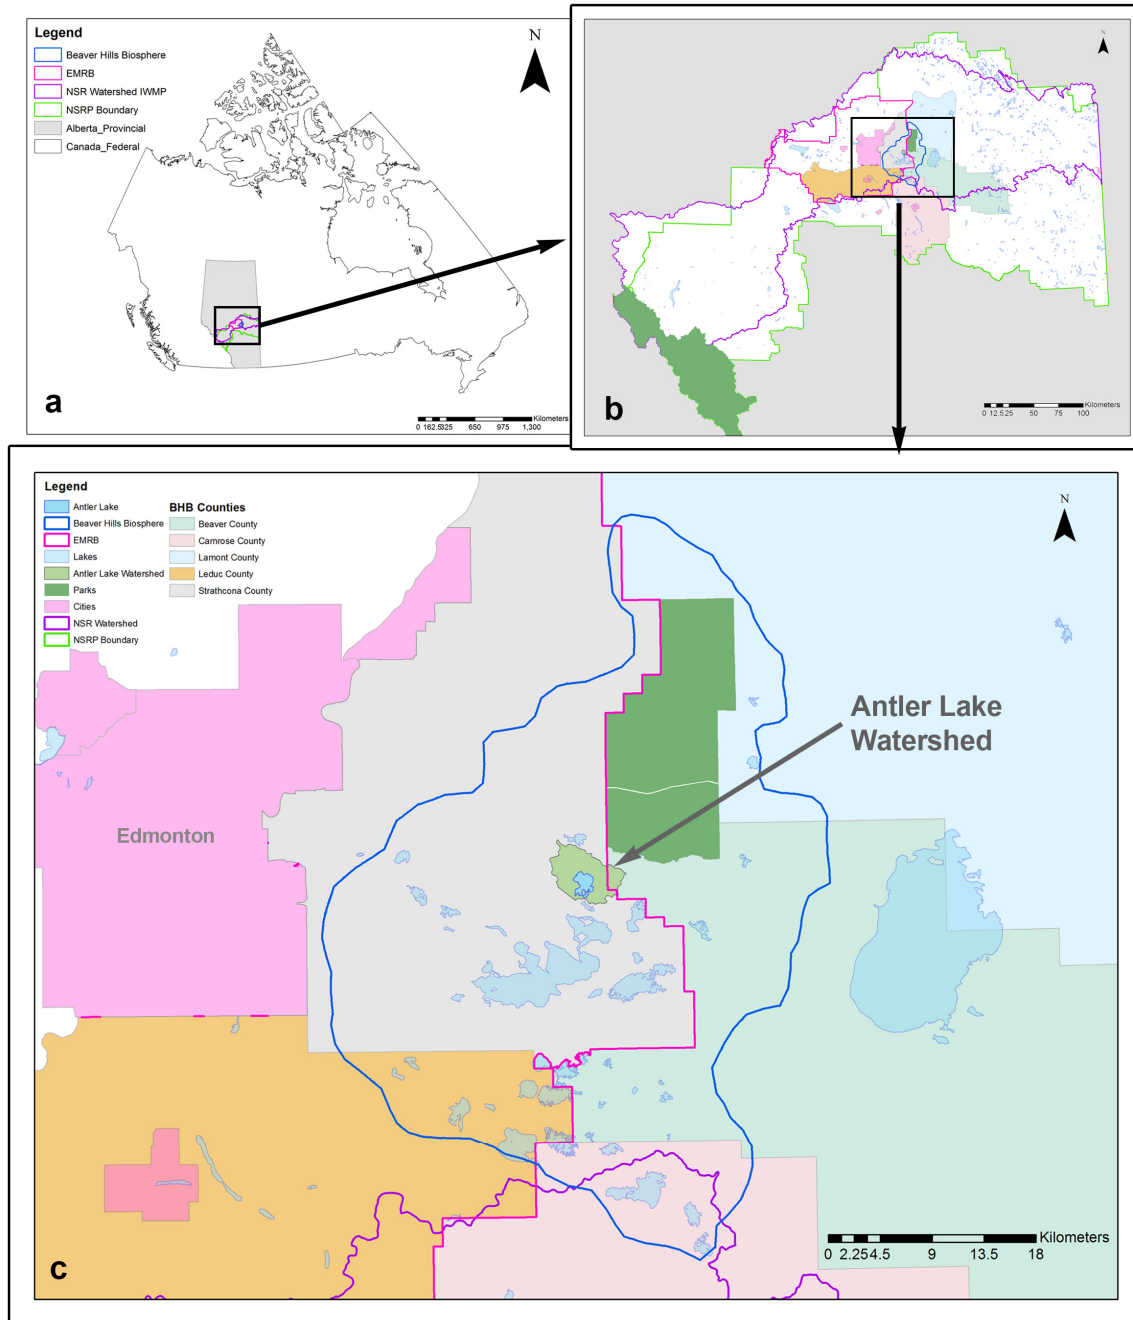 Legend
Beaver Hills Biosphere
EMRB
NSR Watershed IWMP
NSRP Boundary
Alberta_Provincial
Canada_Federal
N
a
Kilometers
0 162.5325 650 975 1,300
N
b
Kilometers
0 12.525 50 75 100
Legend
Antler Lake
Beaver Hills Biosphere
EMRB
Lakes
Antler Lake Watershed
Parks
Cities
NSR Watershed
NSRP Boundary
BHB Counties
Beaver County
Camrose County
Lamont County
Leduc County
Strathcona County
N
Antler Lake
Watershed
Edmonton
Kilometers
0 2.25 4.5 9 13.5 18
c